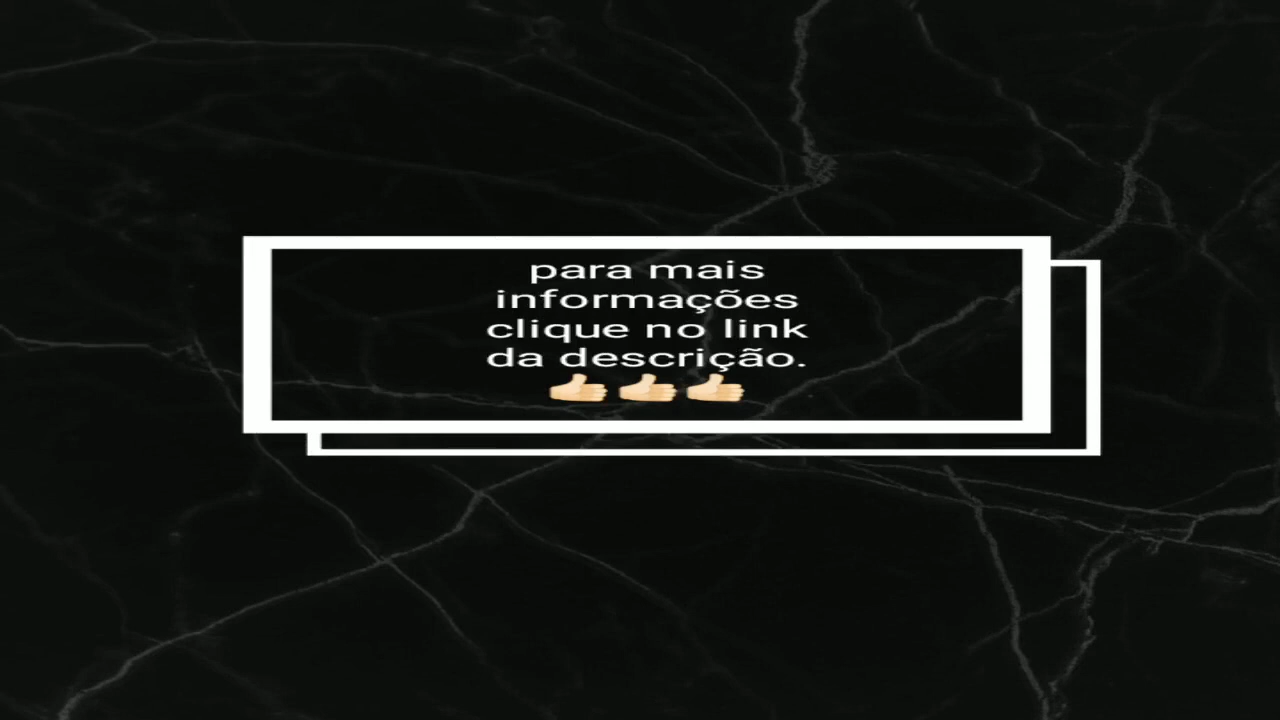 para mais
informações
clique no link
da descrição.
👍🏻👍🏻👍🏻